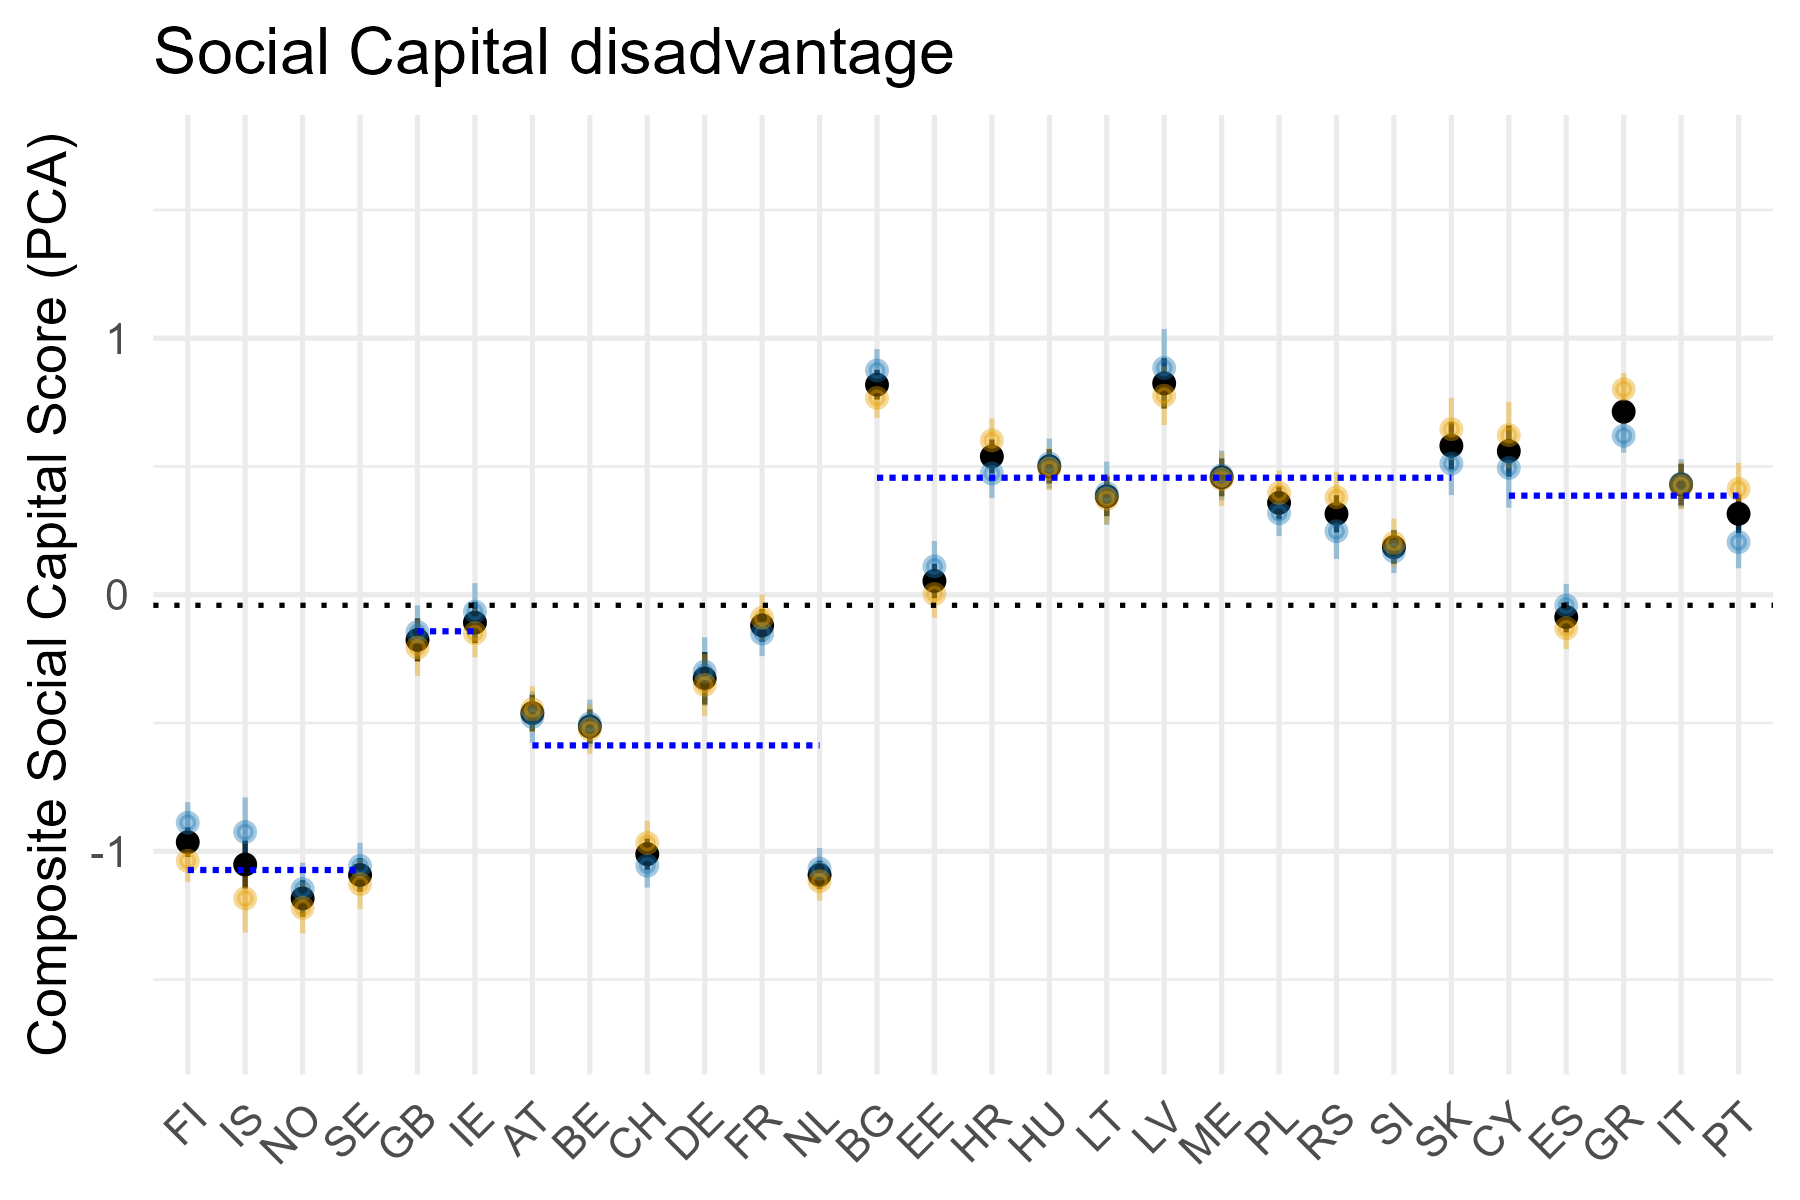 Social Capital disadvantage
Composite Social Capital Score (PCA)
1
0
-1
FI
IS
NO
SE
GB
IE
AT
BE
CH
DE
FR
NL
BG
EE
HR
HU
LT
LV
ME
PL
RS
SI
SK
CY
ES
GR
IT
PT